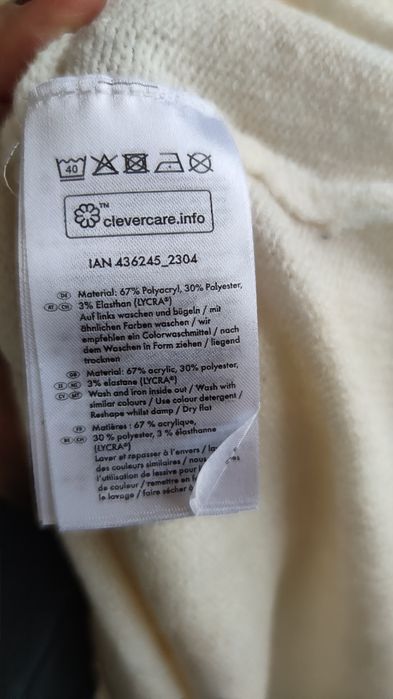 40
™
clevercare.info
IAN 436245_2304
DE Material: 67% Polyacryl, 30% Polyester,
AT CH 3% Elasthan (LYCRA®)
Auf links waschen und bügeln / mit
ähnlichen Farben waschen / wir
empfehlen ein Colorwaschmittel / nach
dem Waschen in Form ziehen / liegend
trocknen
GB Material: 67% acrylic, 30% polyester,
3% elastane (LYCRA®)
CY MT Wash and iron inside out / Wash with
similar colours / Use colour detergent /
Reshape whilst damp / Dry flat
FR Matières : 67 % acrylique,
BE CH 30 % polyester, 3 % élasthanne
(LYCRA®)
Laver et repasser à l'envers /
des couleurs similaires /
l'utilisation de lessive pour
de couleur / remettre en
le lavage / faire sécher à